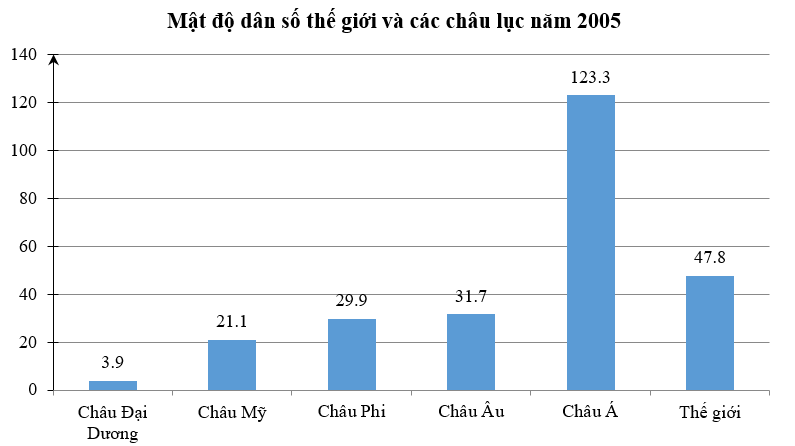 Mật độ dân số thế giới và các châu lục năm 2005
140
120
100
80
60
40
20
0
3.9
21.1
29.9
31.7
123.3
47.8
Châu Đại
Dương
Châu Mỹ
Châu Phi
Châu Âu
Châu Á
Thế giới